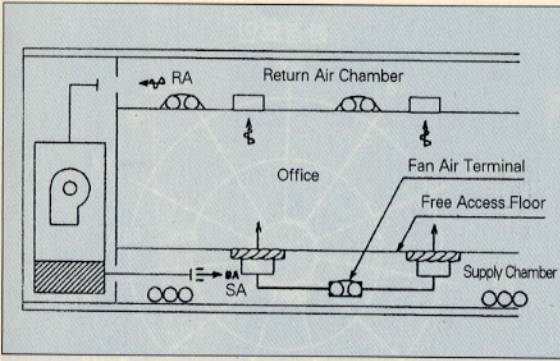 RA
Return Air Chamber
Office
Fan Air Terminal
Free Access Floor
Supply Chamber
SA